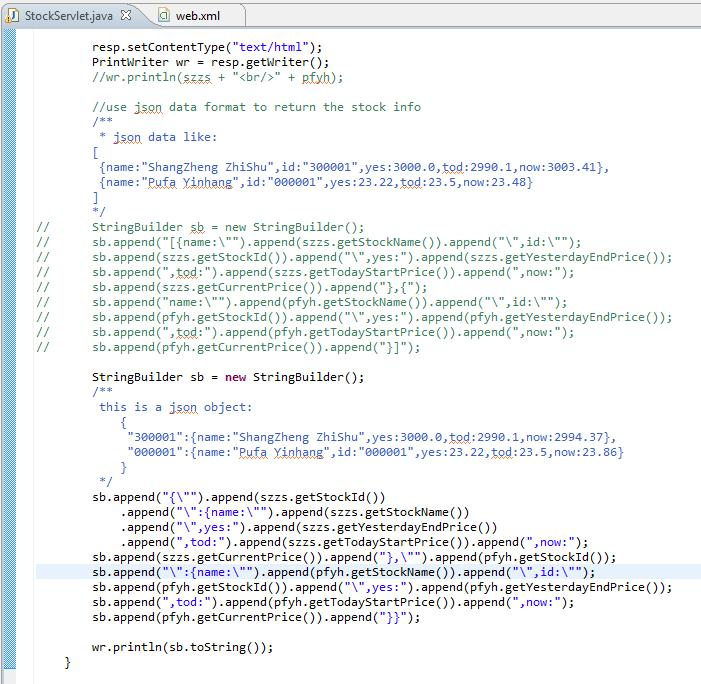 StockServlet.java web.xml
resp.setContentType("text/html");
PrintWriter wr = resp.getWriter();
//wr.println(szzs + "<br/>" + pfyh);
//use json data format to return the stock info
/**
* json data like:
[
{name:"ShangZheng ZhiShu",id:"300001",yes:3000.0,tod:2990.1,now:3003.41},
{name:"Pufa Yinhang",id:"000001",yes:23.22,tod:23.5,now:23.48}
]
*/
// StringBuilder sb = new StringBuilder();
// sb.append("[{name:\"").append(szzs.getStockName()).append("\",id:\"");
// sb.append(szzs.getStockId()).append("\",yes:").append(szzs.getYesterdayEndPrice());
// sb.append(",tod:").append(szzs.getTodayStartPrice()).append(",now:");
// sb.append(szzs.getCurrentPrice()).append("},{");
// sb.append("name:\"").append(pfyh.getStockName()).append("\",id:\"");
// sb.append(pfyh.getStockId()).append("\",yes:").append(pfyh.getYesterdayEndPrice());
// sb.append(",tod:").append(pfyh.getTodayStartPrice()).append(",now:");
// sb.append(pfyh.getCurrentPrice()).append("}]");
StringBuilder sb = new StringBuilder();
/**
this is a json object:
{
"300001":{name:"ShangZheng ZhiShu",yes:3000.0,tod:2990.1,now:2994.37},
"000001":{name:"Pufa Yinhang",id:"000001",yes:23.22,tod:23.5,now:23.86}
}
*/
sb.append("{\"").append(szzs.getStockId())
.append("\":{name:\"").append(szzs.getStockName())
.append("\",yes:").append(szzs.getYesterdayEndPrice())
.append(",tod:").append(szzs.getTodayStartPrice()).append(",now:");
sb.append(szzs.getCurrentPrice()).append("},\"").append(pfyh.getStockId());
sb.append("\":{name:\"").append(pfyh.getStockName()).append("\",id:\"");
sb.append(pfyh.getStockId()).append("\",yes:").append(pfyh.getYesterdayEndPrice());
sb.append(",tod:").append(pfyh.getTodayStartPrice()).append(",now:");
sb.append(pfyh.getCurrentPrice()).append("}}");
wr.println(sb.toString());
}